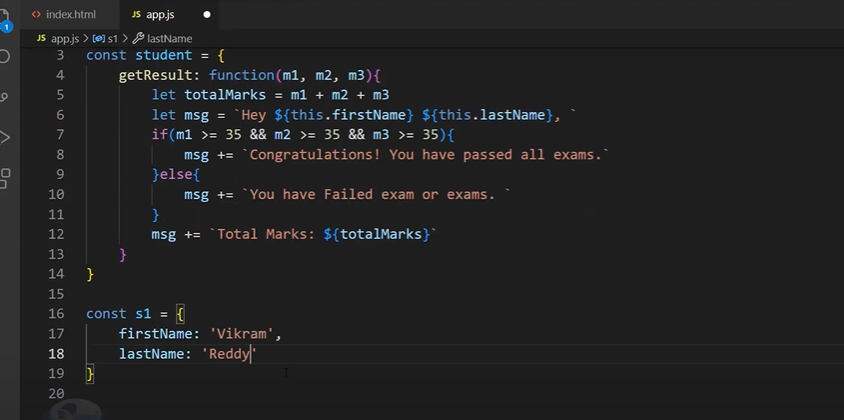 index.html
JS app.js
JS app.js > s1 > lastName
3 const student = {
4 getResult: function(m1, m2, m3){
5 let totalMarks = m1 + m2 + m3
6 let msg = `Hey ${this.firstName} ${this.lastName}, `
7 if(m1 >= 35 && m2 >= 35 && m3 >= 35){
8 msg += `Congratulations! You have passed all exams.`
9 }else{
10 msg += `You have Failed exam or exams. `
11 }
12 msg += `Total Marks: ${totalMarks}`
13 }
14 }
15
16 const s1 = {
17 firstName: 'Vikram',
18 lastName: 'Reddy'
19 }
20
1